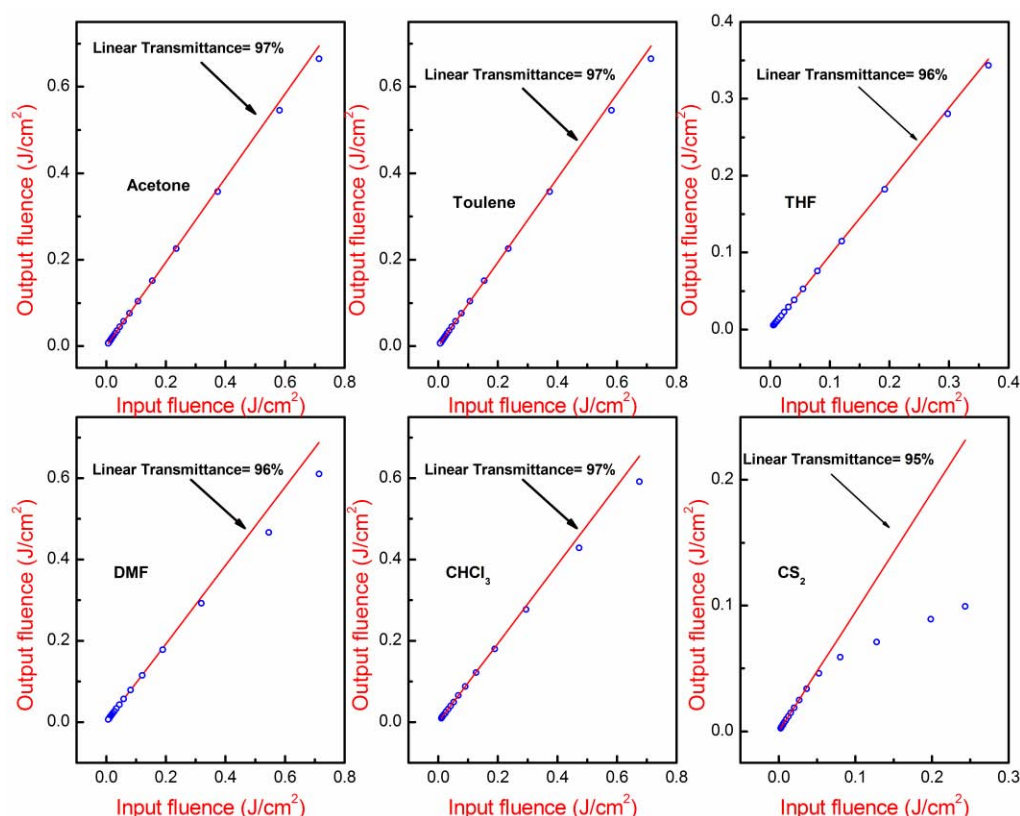 Linear Transmittance= 97%
Acetone
Output fluence (J/cm²)
0.6
0.4
0.2
0.0
0.0 0.2 0.4 0.6 0.8
Input fluence (J/cm²)
Linear Transmittance= 97%
Toulene
Output fluence (J/cm²)
0.6
0.4
0.2
0.0
0.0 0.2 0.4 0.6 0.8
Input fluence (J/cm²)
Linear Transmittance= 96%
THF
Output fluence (J/cm²)
0.4
0.3
0.2
0.1
0.0
0.0 0.1 0.2 0.3 0.4
Input fluence (J/cm²)
Linear Transmittance= 96%
DMF
Output fluence (J/cm²)
0.6
0.4
0.2
0.0
0.0 0.2 0.4 0.6 0.8
Input fluence (J/cm²)
Linear Transmittance= 97%
CHCl₃
Output fluence (J/cm²)
0.6
0.4
0.2
0.0
0.0 0.2 0.4 0.6 0.8
Input fluence (J/cm²)
Linear Transmittance= 95%
CS₂
Output fluence (J/cm²)
0.2
0.1
0.0
0.0 0.1 0.2 0.3
Input fluence (J/cm²)